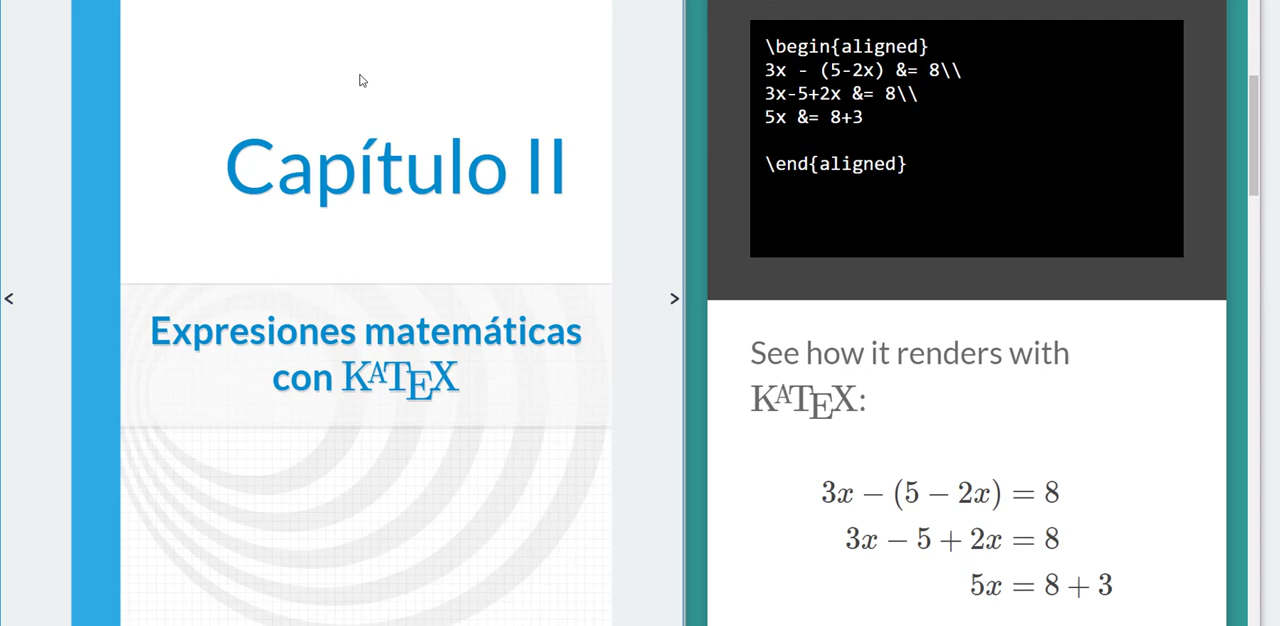 Capítulo II
<
Expresiones matemáticas
con KATEX
>
\begin{aligned}
3x - (5-2x) &= 8\\
3x-5+2x &= 8\\
5x &= 8+3
\end{aligned}
See how it renders with
KATEX:
3x − (5 − 2x) = 8
3x − 5 + 2x = 8
5x = 8 + 3